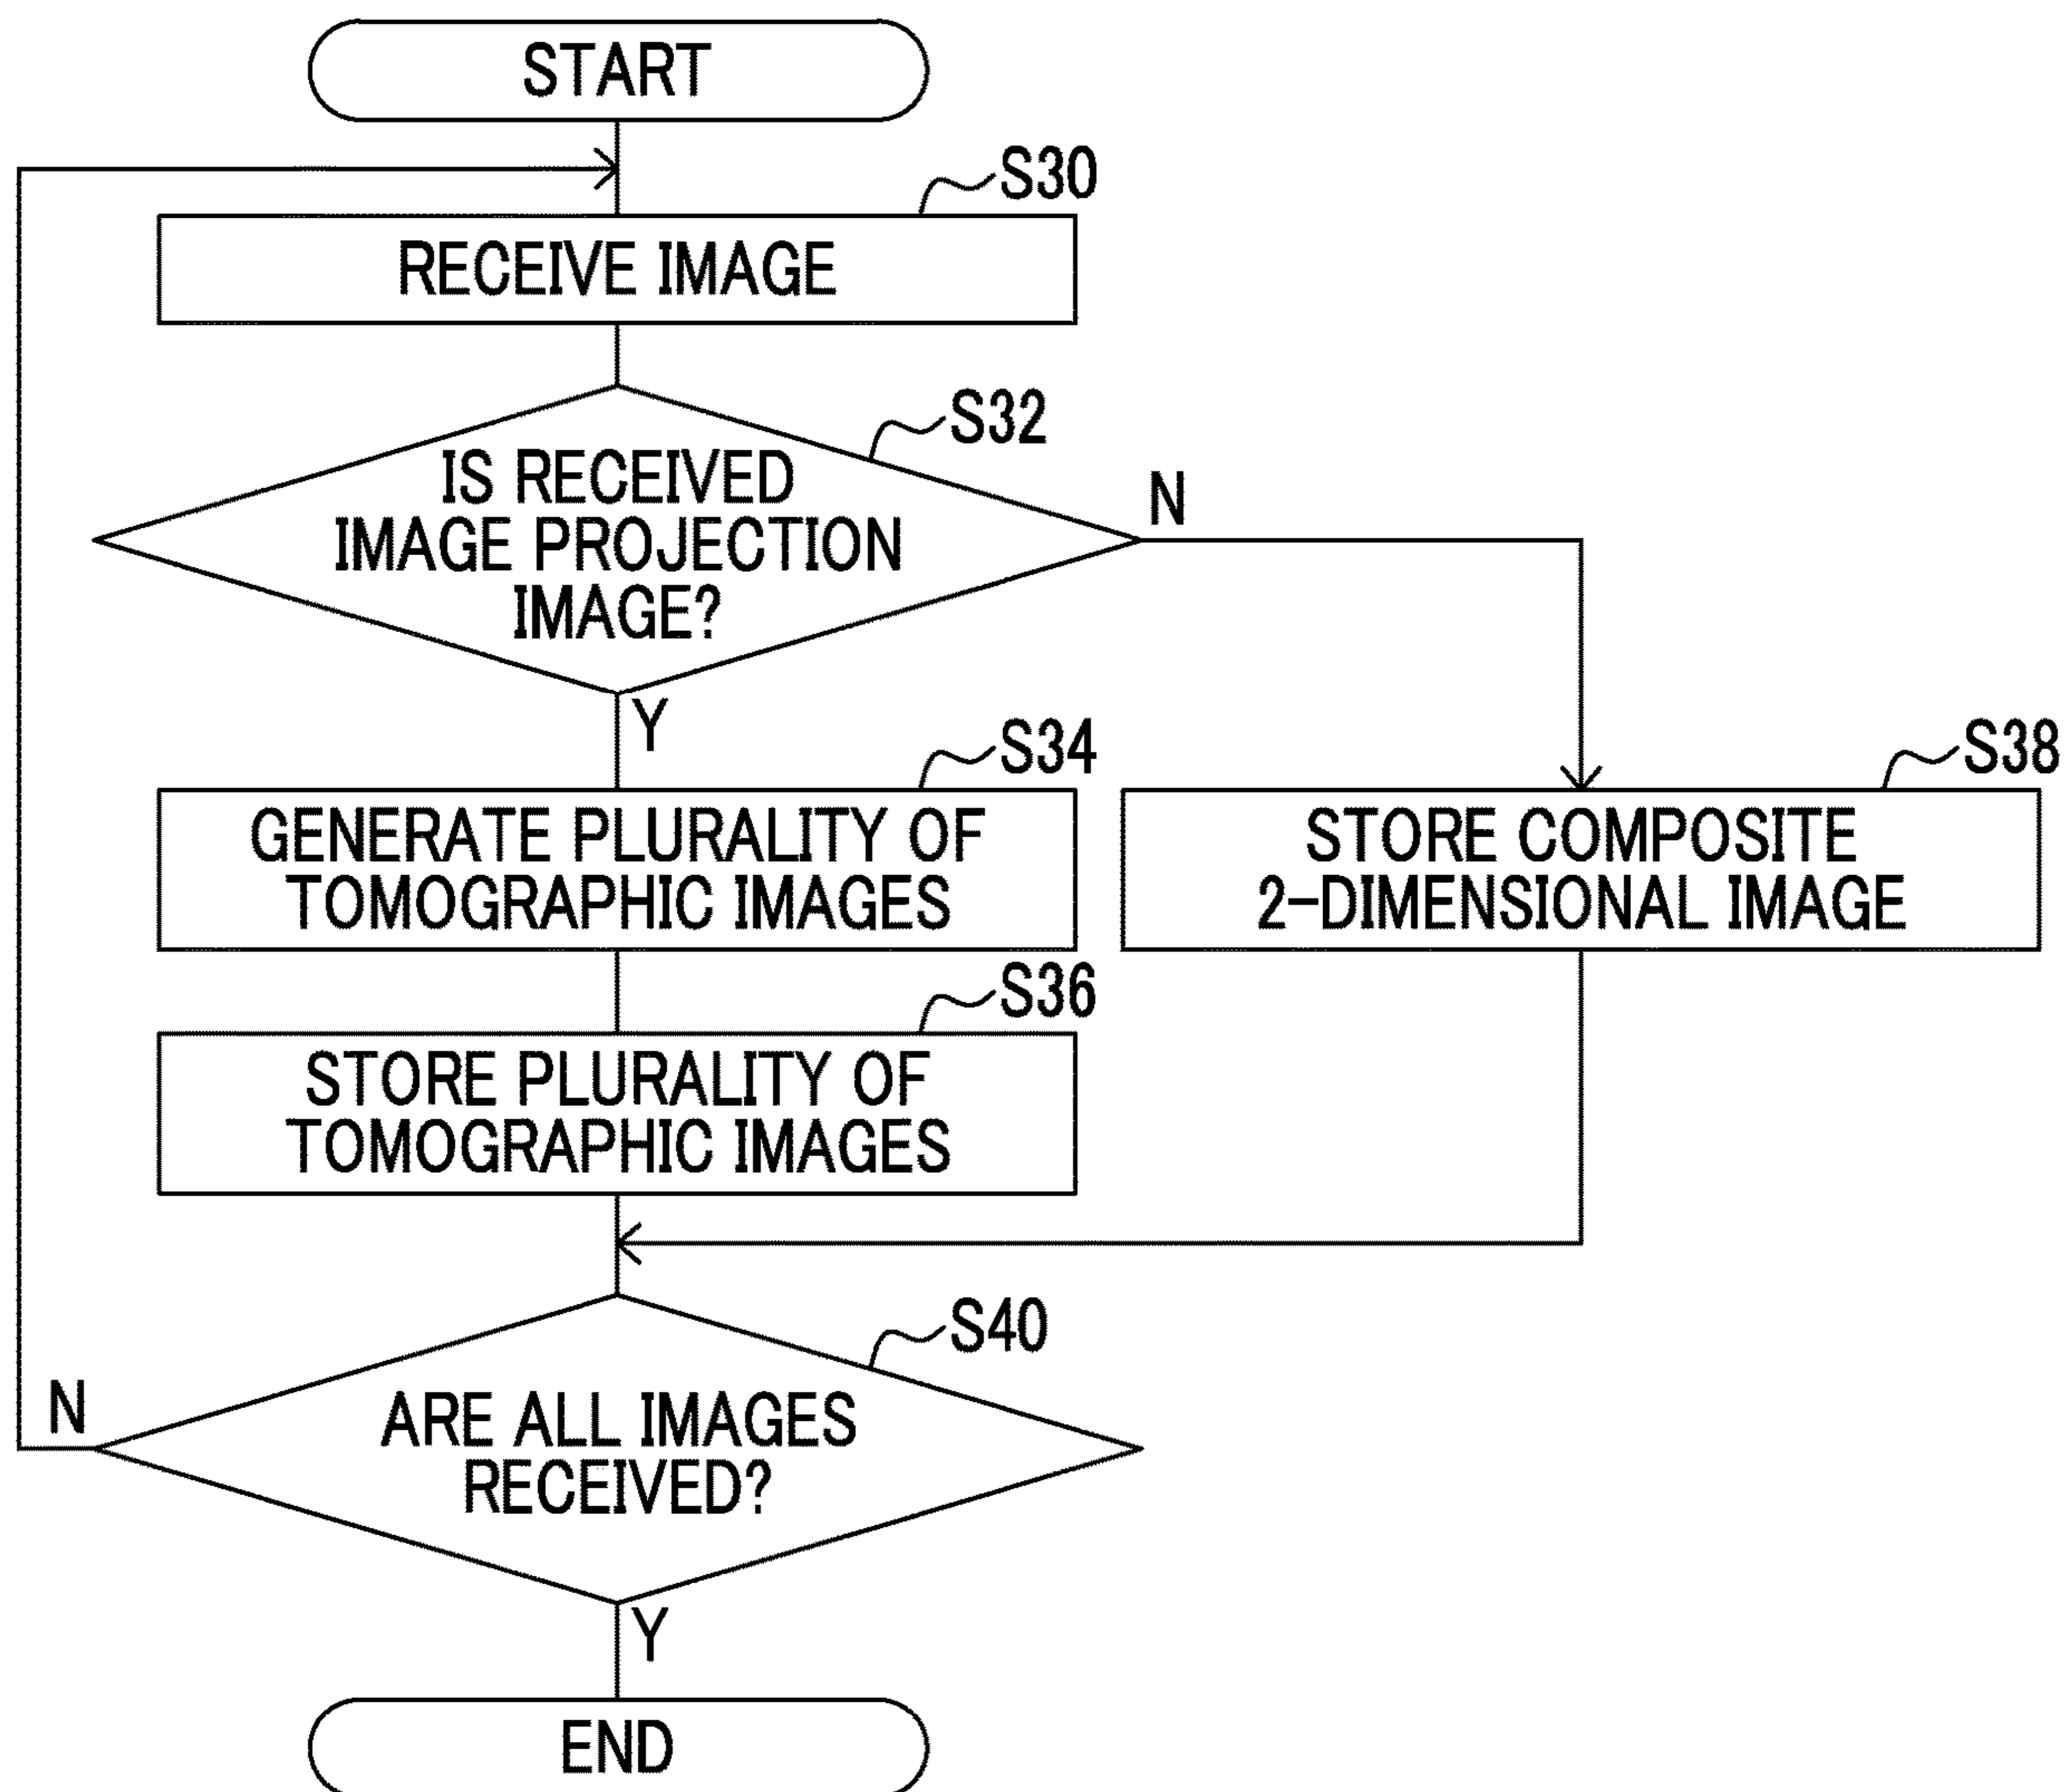 START
S30
RECEIVE IMAGE
S32
IS RECEIVED
IMAGE PROJECTION
IMAGE?
N
Y
S34
GENERATE PLURALITY OF
TOMOGRAPHIC IMAGES
S38
STORE COMPOSITE
2-DIMENSIONAL IMAGE
S36
STORE PLURALITY OF
TOMOGRAPHIC IMAGES
S40
ARE ALL IMAGES
RECEIVED?
N
Y
END